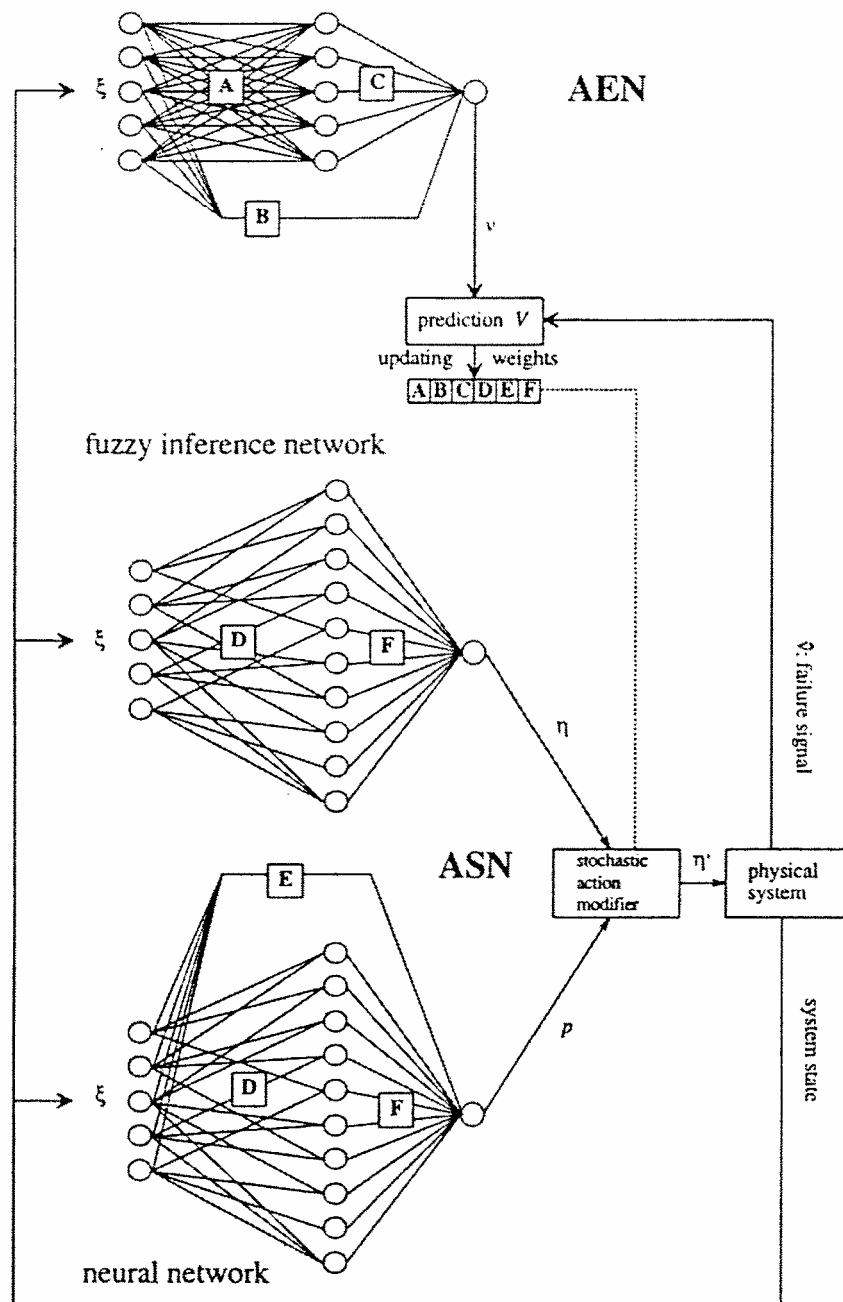 ξ
A
C
AEN
B
v
prediction V
updating weights
A B C D E F
fuzzy inference network
ξ
D
F
η
v̂: failure signal
ASN
stochastic
action
modifier
η'
physical
system
E
ξ
D
F
p
system state
neural network